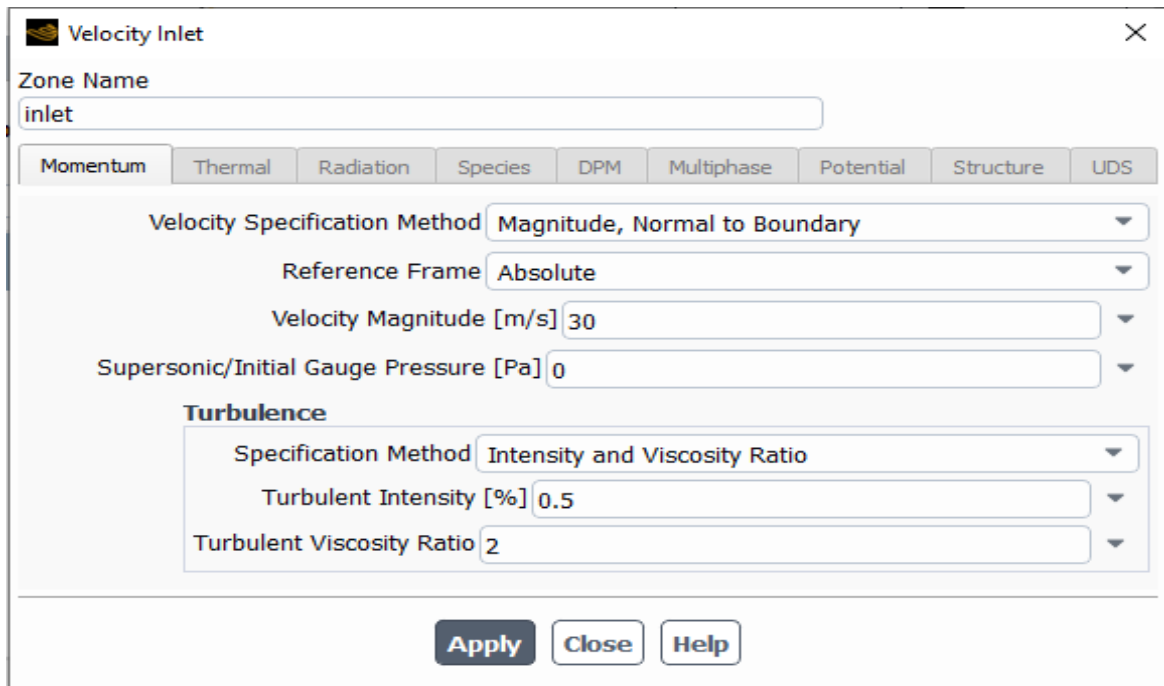 Velocity Inlet
Zone Name
inlet
Momentum Thermal Radiation Species DPM Multiphase Potential Structure UDS
Velocity Specification Method Magnitude, Normal to Boundary
Reference Frame Absolute
Velocity Magnitude [m/s] 30
Supersonic/Initial Gauge Pressure [Pa] 0
Turbulence
Specification Method Intensity and Viscosity Ratio
Turbulent Intensity [%] 0.5
Turbulent Viscosity Ratio 2
Apply Close Help